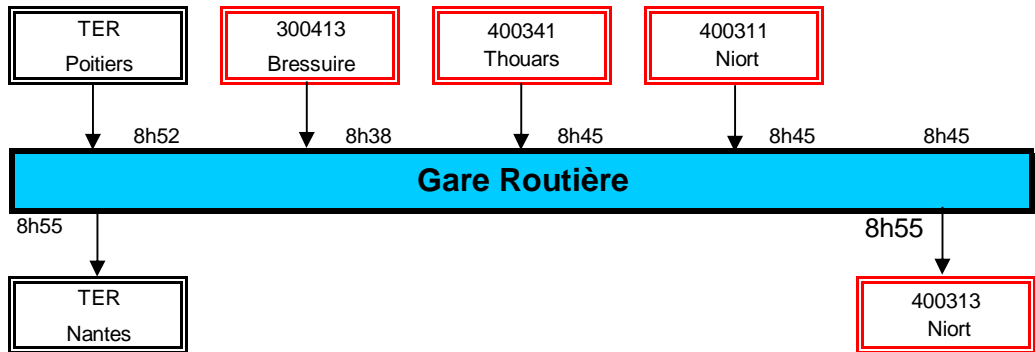 TER
Poitiers
300413
Bressuire
400341
Thouars
400311
Niort
8h52
8h38
8h45
8h45
8h45
Gare Routière
8h55
8h55
TER
Nantes
400313
Niort